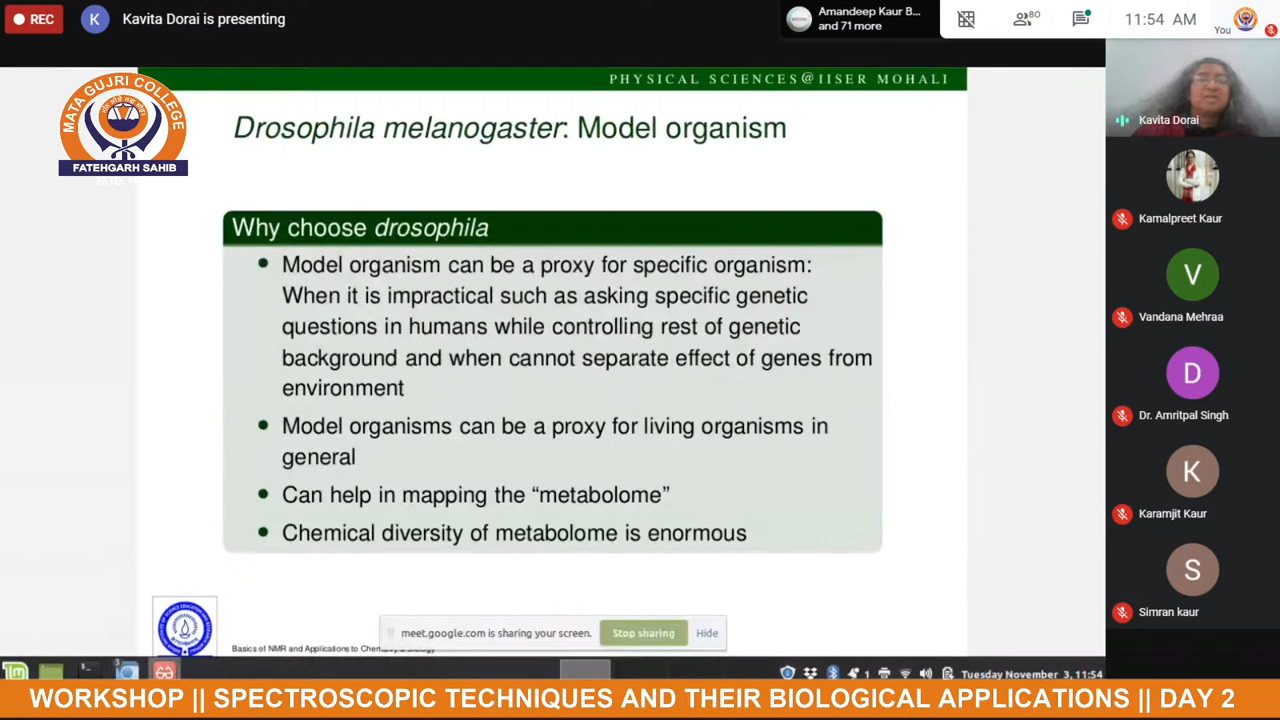 REC
K
Kavita Dorai is presenting
Amandeep Kaur B...
and 71 more
80
11:54 AM
You
PHYSICAL SCIENCES@IISER MOHALI
MATA GUJRI COLLEGE
FATEHGARH SAHIB
Drosophila melanogaster: Model organism
Why choose drosophila
Model organism can be a proxy for specific organism:
When it is impractical such as asking specific genetic
questions in humans while controlling rest of genetic
background and when cannot separate effect of genes from
environment
Model organisms can be a proxy for living organisms in
general
Can help in mapping the “metabolome”
Chemical diversity of metabolome is enormous
Kavita Dorai
Kamalpreet Kaur
V
Vandana Mehraa
D
Dr. Amritpal Singh
K
Karamjit Kaur
S
Simran kaur
meet.google.com is sharing your screen.
Stop sharing
Hide
Basics of NMR and Applications to Chemistry & Biology
3
1
Tuesday November 3, 11:54
WORKSHOP || SPECTROSCOPIC TECHNIQUES AND THEIR BIOLOGICAL APPLICATIONS || DAY 2